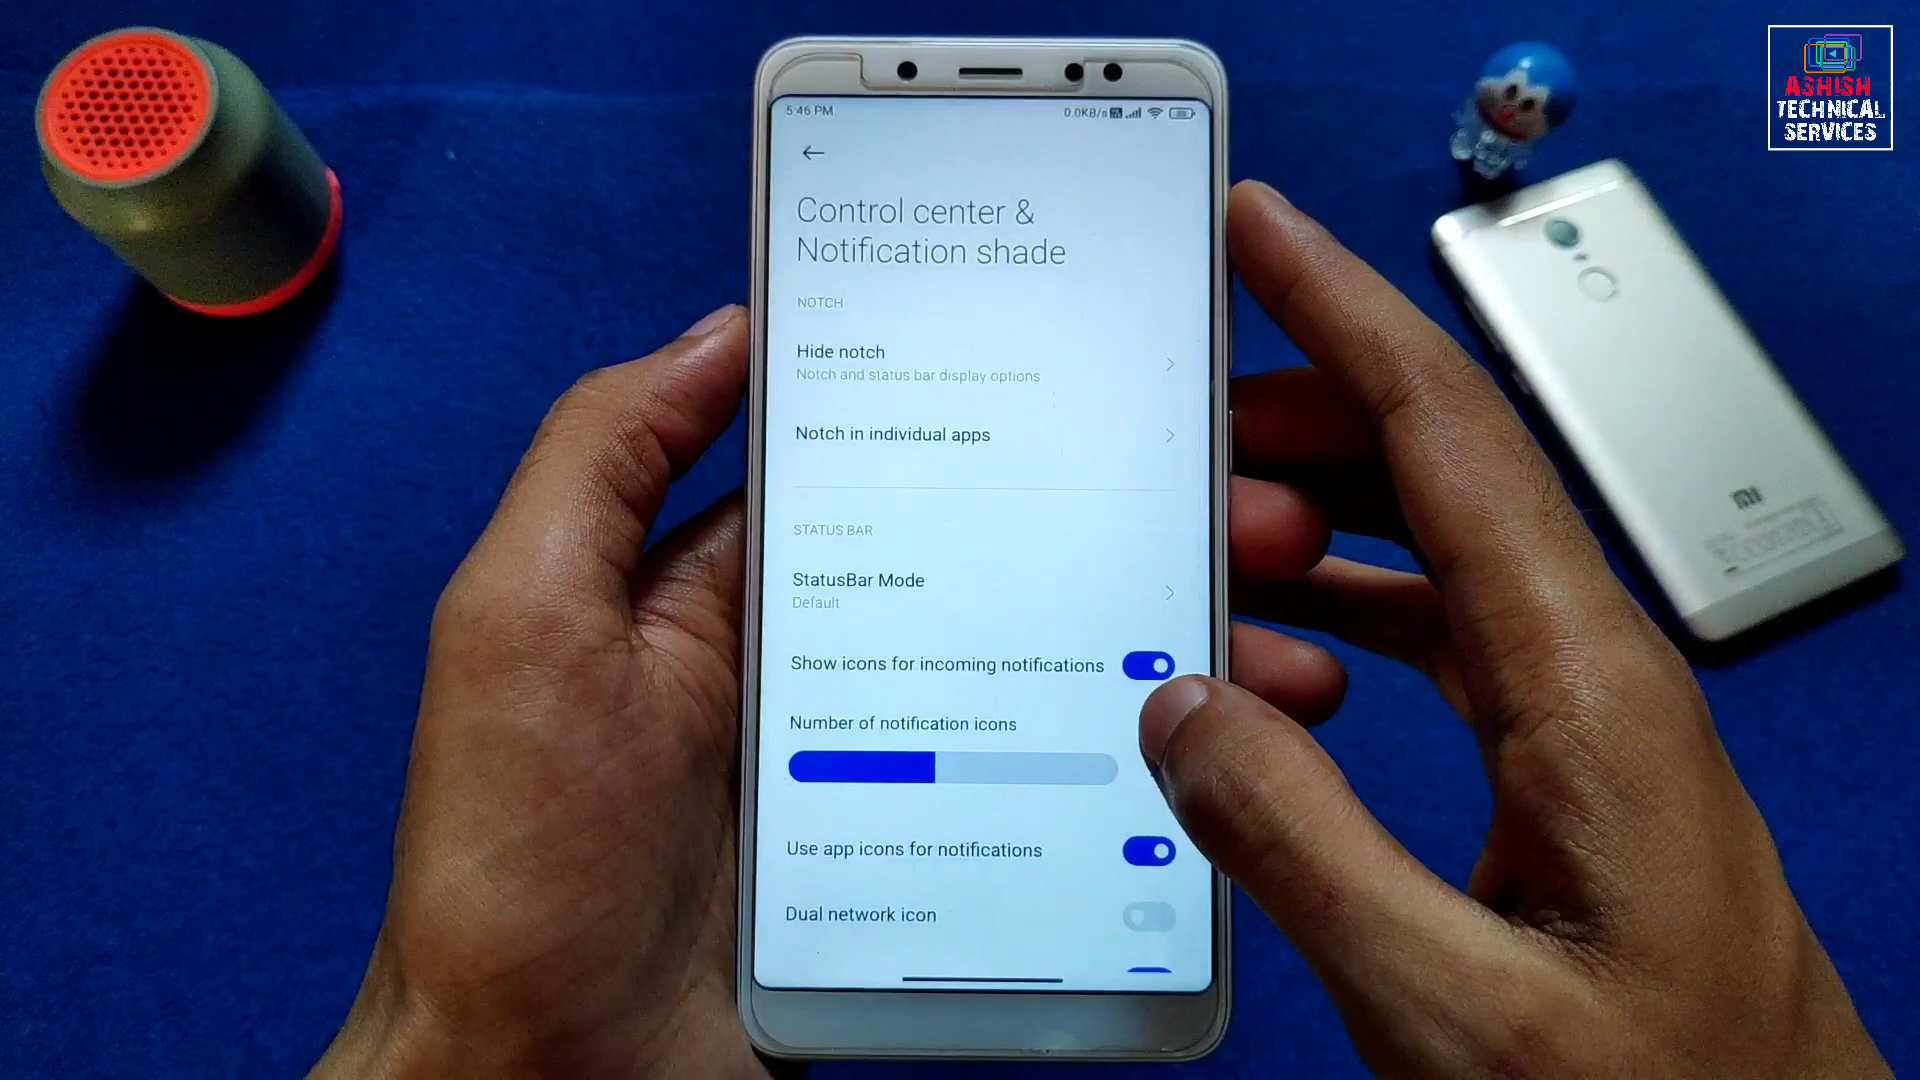 ASHISH
TECHNICAL
SERVICES
5:46 PM
0.0KB/s
Control center &
Notification shade
NOTCH
Hide notch
Notch and status bar display options
Notch in individual apps
STATUS BAR
StatusBar Mode
Default
Show icons for incoming notifications
Number of notification icons
Use app icons for notifications
Dual network icon
MI